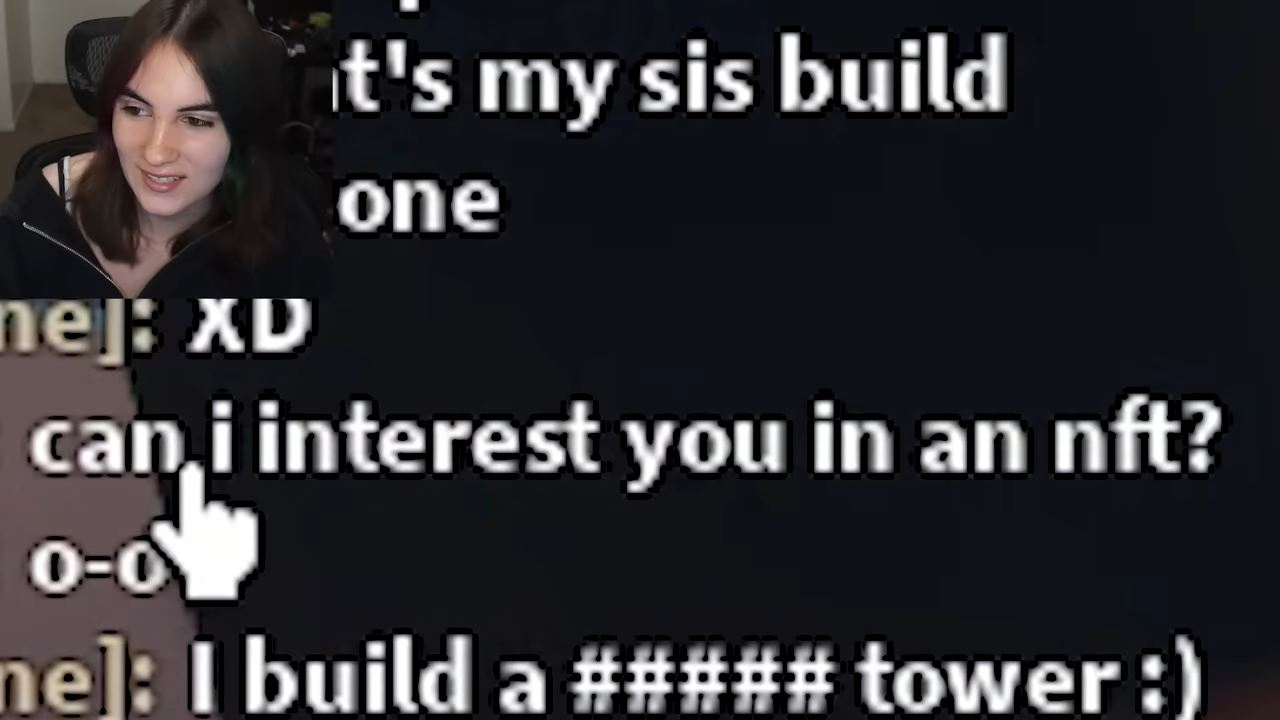 t's my sis build
one
ne]: XD
can i interest you in an nft?
o-o
ne]: I build a ##### tower :)